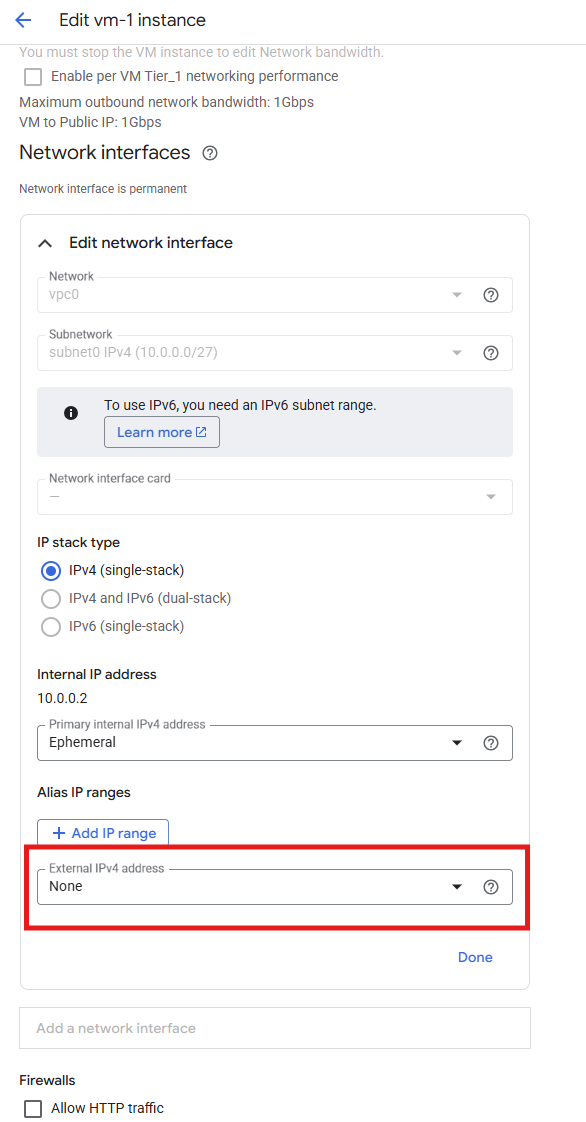 Edit vm-1 instance
You must stop the VM instance to edit Network bandwidth.
Enable per VM Tier_1 networking performance
Maximum outbound network bandwidth: 1Gbps
VM to Public IP: 1Gbps
Network interfaces
Network interface is permanent
Edit network interface
Network
vpc0
Subnetwork
subnet0 IPv4 (10.0.0.0/27)
To use IPv6, you need an IPv6 subnet range.
Learn more
Network interface card
—
IP stack type
IPv4 (single-stack)
IPv4 and IPv6 (dual-stack)
IPv6 (single-stack)
Internal IP address
10.0.0.2
Primary internal IPv4 address
Ephemeral
Alias IP ranges
+ Add IP range
External IPv4 address
None
Done
Add a network interface
Firewalls
Allow HTTP traffic